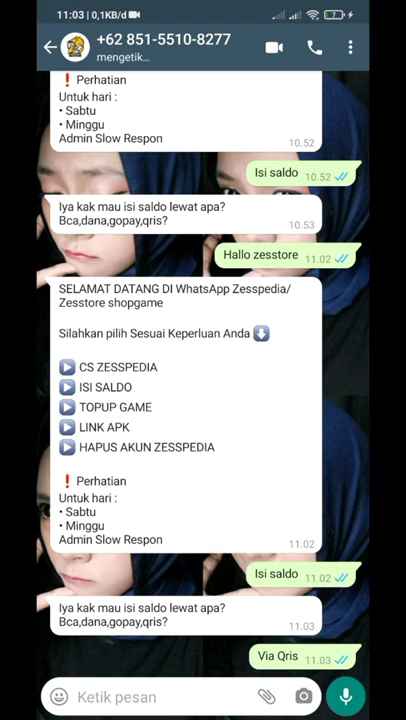 11:03 | 0,1KB/d
7
+62 851-5510-8277
mengetik...
❗ Perhatian
Untuk hari :
• Sabtu
• Minggu
Admin Slow Respon
10.52
Isi saldo 10.52
Iya kak mau isi saldo lewat apa?
Bca,dana,gopay,qris?
10.53
Hallo zesstore 11.02
SELAMAT DATANG DI WhatsApp Zesspedia/
Zesstore shopgame
Silahkan pilih Sesuai Keperluan Anda ⬇️
▶️ CS ZESSPEDIA
▶️ ISI SALDO
▶️ TOPUP GAME
▶️ LINK APK
▶️ HAPUS AKUN ZESSPEDIA
❗ Perhatian
Untuk hari :
• Sabtu
• Minggu
Admin Slow Respon
11.02
Isi saldo 11.02
Iya kak mau isi saldo lewat apa?
Bca,dana,gopay,qris?
11.03
Via Qris 11.03
Ketik pesan